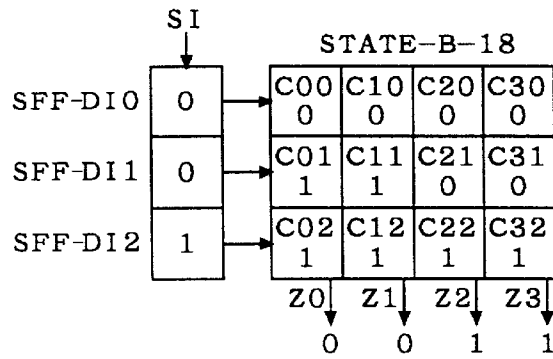 SI
STATE-B-18
SFF-DI0 0 C00 C10 C20 C30
0 0 0 0
SFF-DI1 0 C01 C11 C21 C31
1 1 0 0
SFF-DI2 1 C02 C12 C22 C32
1 1 1 1
Z0 Z1 Z2 Z3
0 0 1 1